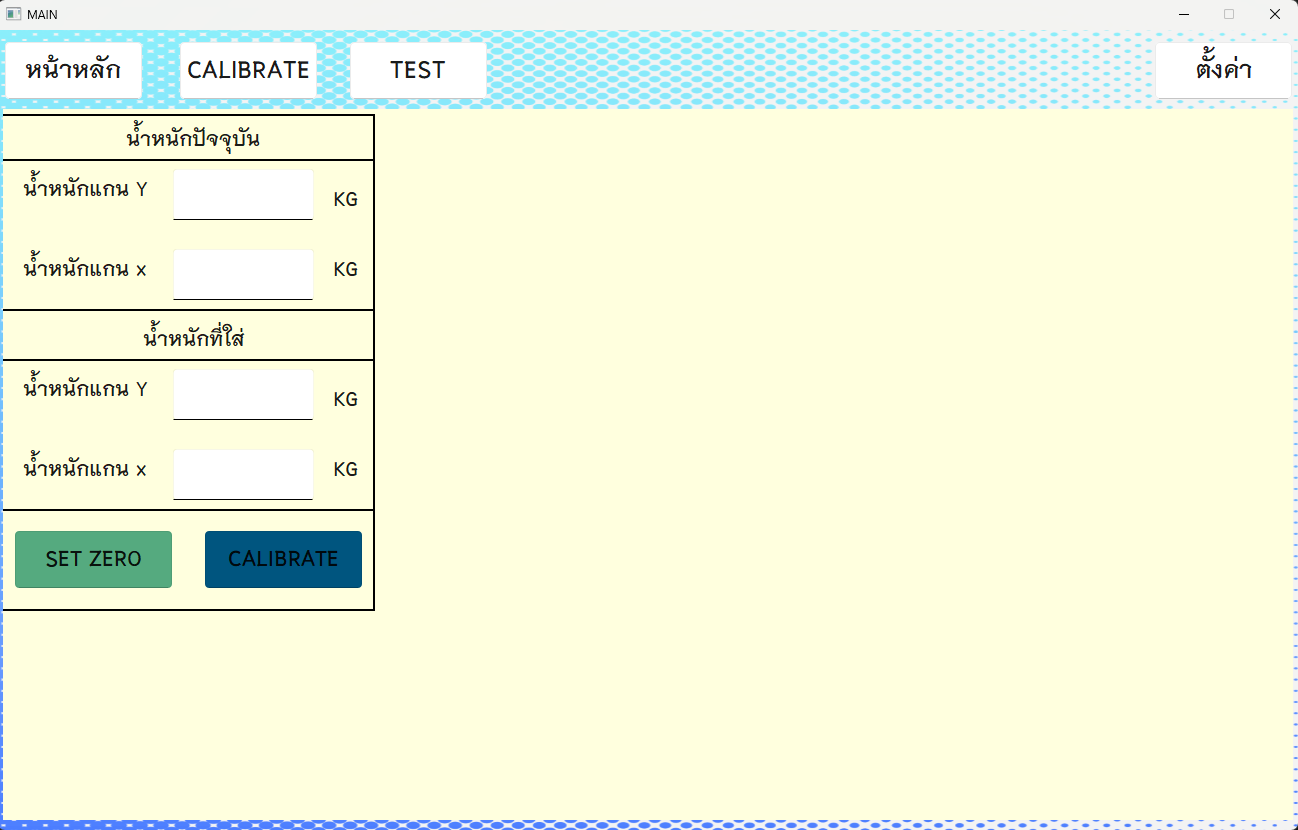 MAIN
หน้าหลัก CALIBRATE TEST ตั้งค่า
น้ำหนักปัจจุบัน
น้ำหนักแกน Y KG
น้ำหนักแกน x KG
น้ำหนักที่ใส่
น้ำหนักแกน Y KG
น้ำหนักแกน x KG
SET ZERO CALIBRATE